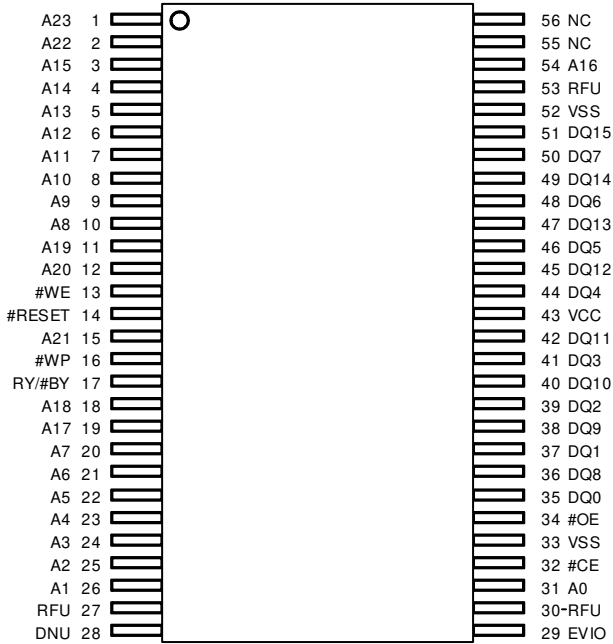 A23 1 56 NC
A22 2 55 NC
A15 3 54 A16
A14 4 53 RFU
A13 5 52 VSS
A12 6 51 DQ15
A11 7 50 DQ7
A10 8 49 DQ14
A9 9 48 DQ6
A8 10 47 DQ13
A19 11 46 DQ5
A20 12 45 DQ12
#WE 13 44 DQ4
#RESET 14 43 VCC
A21 15 42 DQ11
#WP 16 41 DQ3
RY/#BY 17 40 DQ10
A18 18 39 DQ2
A17 19 38 DQ9
A7 20 37 DQ1
A6 21 36 DQ8
A5 22 35 DQ0
A4 23 34 #OE
A3 24 33 VSS
A2 25 32 #CE
A1 26 31 A0
RFU 27 30-RFU
DNU 28 29 EVIO